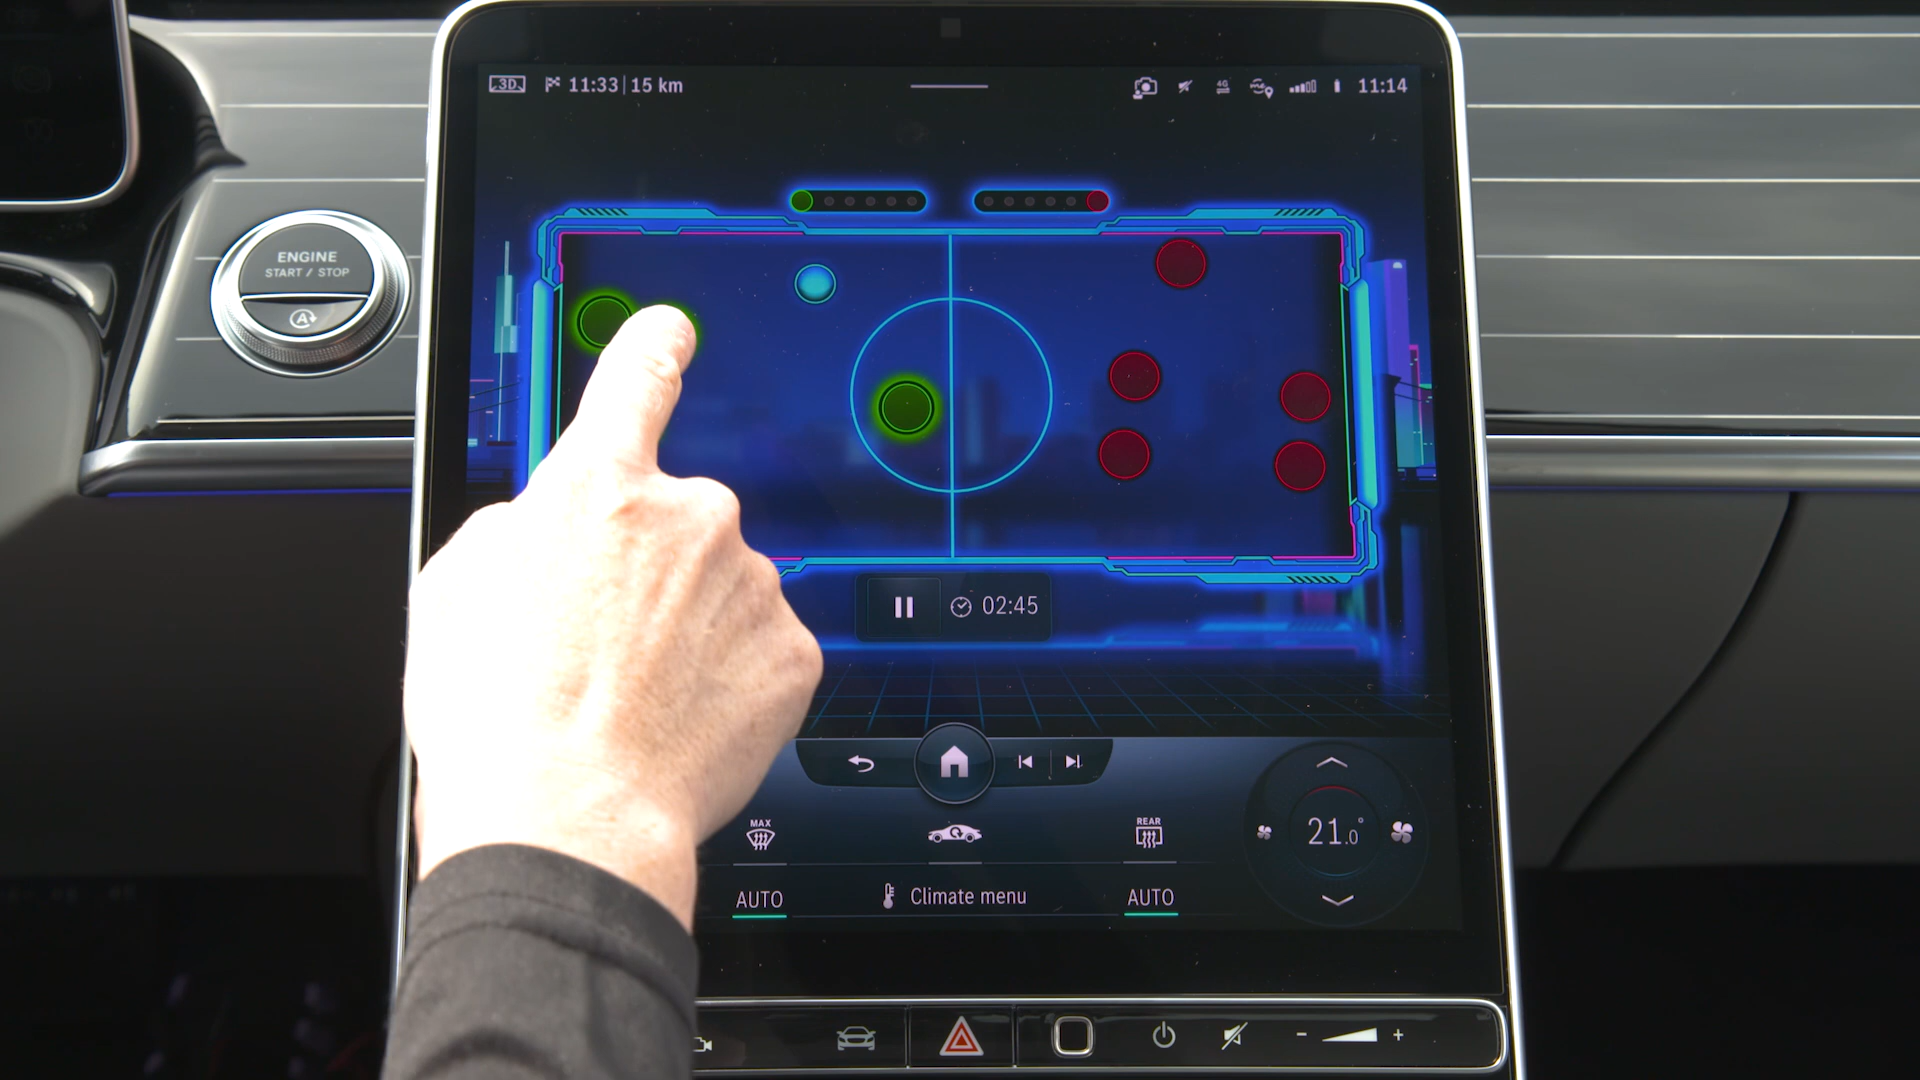 3D 11:33 | 15 km
4G 11:14
ENGINE
START / STOP
A
02:45
MAX
REAR
21.0°
AUTO Climate menu AUTO
- +